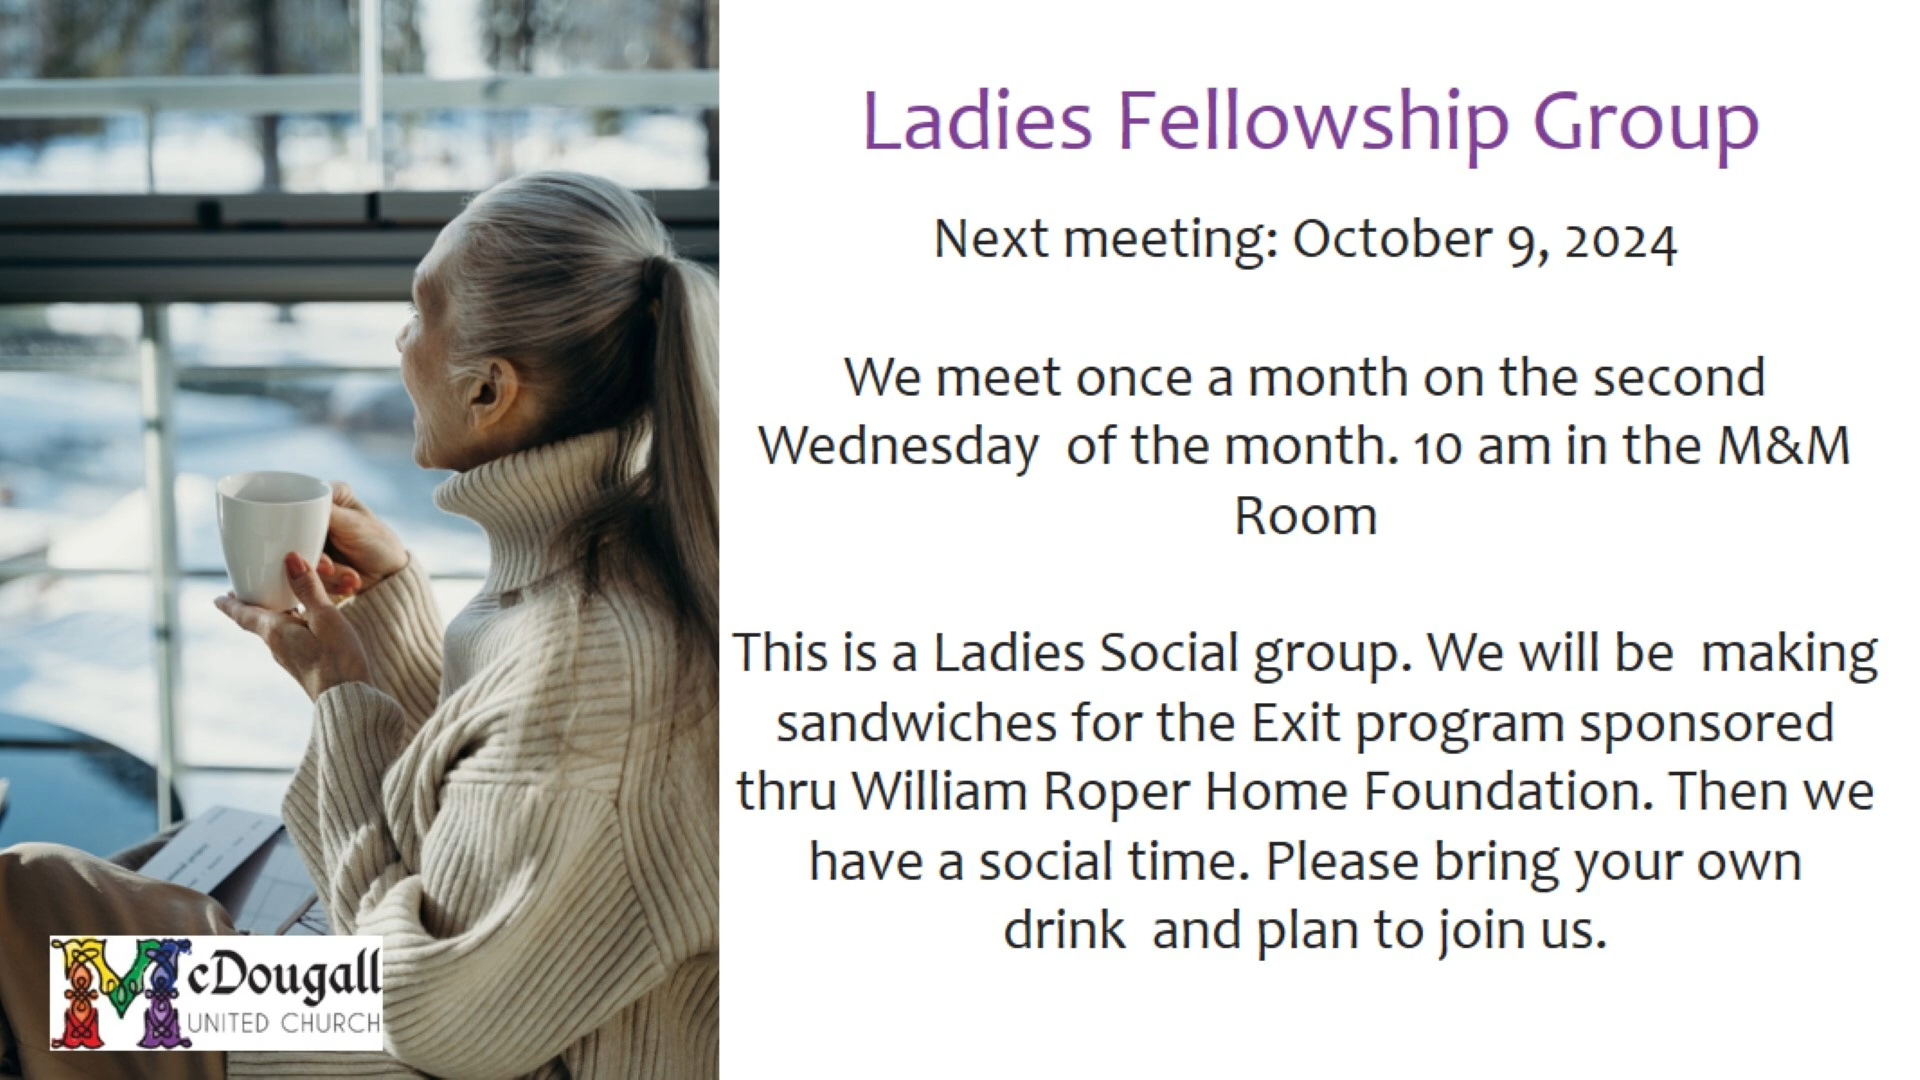 Ladies Fellowship Group
Next meeting: October 9, 2024
We meet once a month on the second
Wednesday of the month. 10 am in the M&M
Room
This is a Ladies Social group. We will be making
sandwiches for the Exit program sponsored
thru William Roper Home Foundation. Then we
have a social time. Please bring your own
drink and plan to join us.
McDougall
UNITED CHURCH